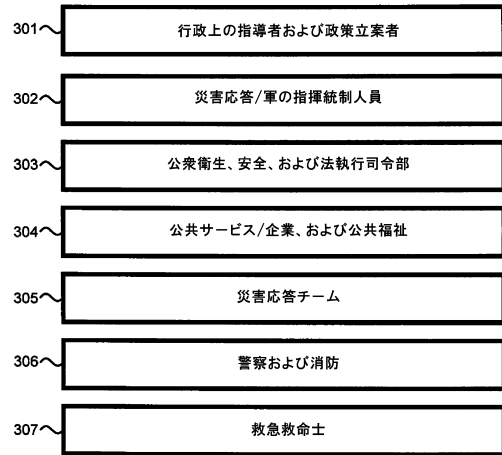 301 行政上の指導者および政策立案者
302 災害応答/軍の指揮統制人員
303 公衆衛生、安全、および法執行司令部
304 公共サービス/企業、および公共福祉
305 災害応答チーム
306 警察および消防
307 救急救命士